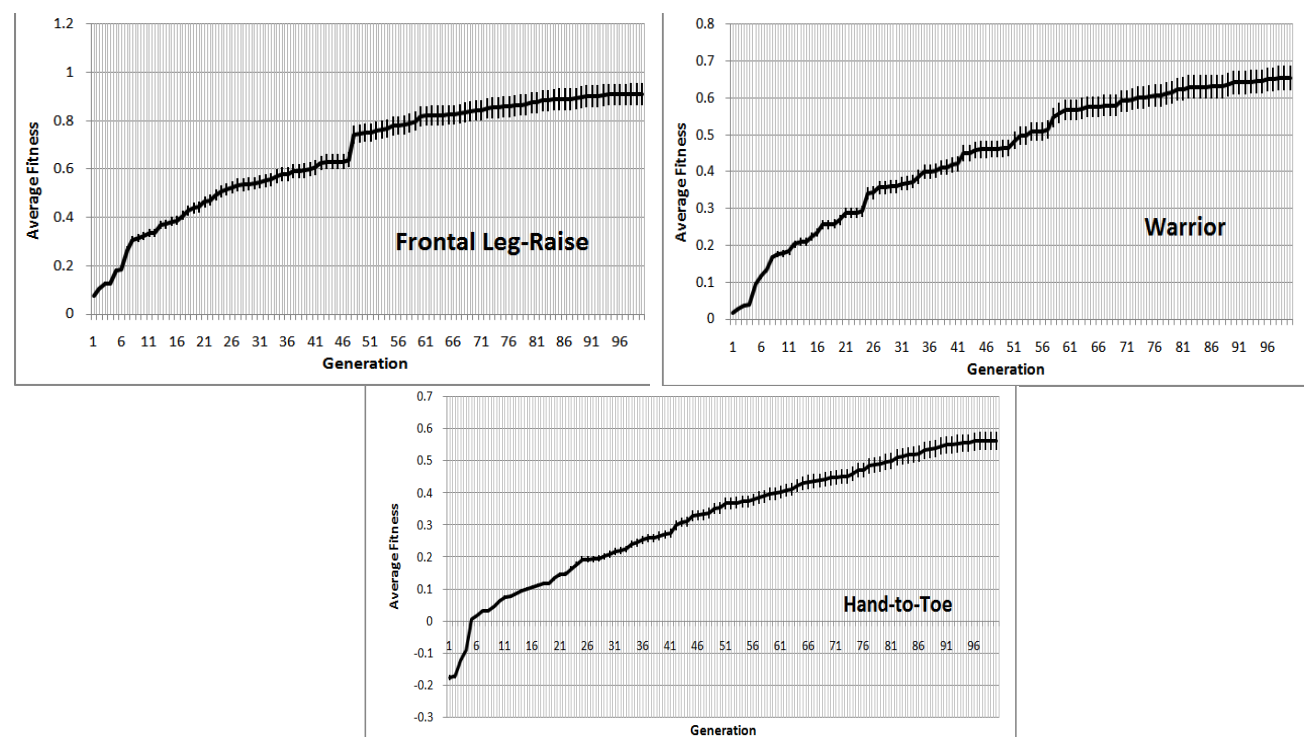 1.2
1
0.8
0.6
0.4
0.2
0
Average Fitness
Frontal Leg-Raise
1 6 11 16 21 26 31 36 41 46 51 56 61 66 71 76 81 86 91 96
Generation
0.8
0.7
0.6
0.5
0.4
0.3
0.2
0.1
0
Average Fitness
Warrior
1 6 11 16 21 26 31 36 41 46 51 56 61 66 71 76 81 86 91 96
Generation
0.7
0.6
0.5
0.4
0.3
0.2
0.1
0
-0.1
-0.2
-0.3
Average Fitness
Hand-to-Toe
1 6 11 16 21 26 31 36 41 46 51 56 61 66 71 76 81 86 91 96
Generation